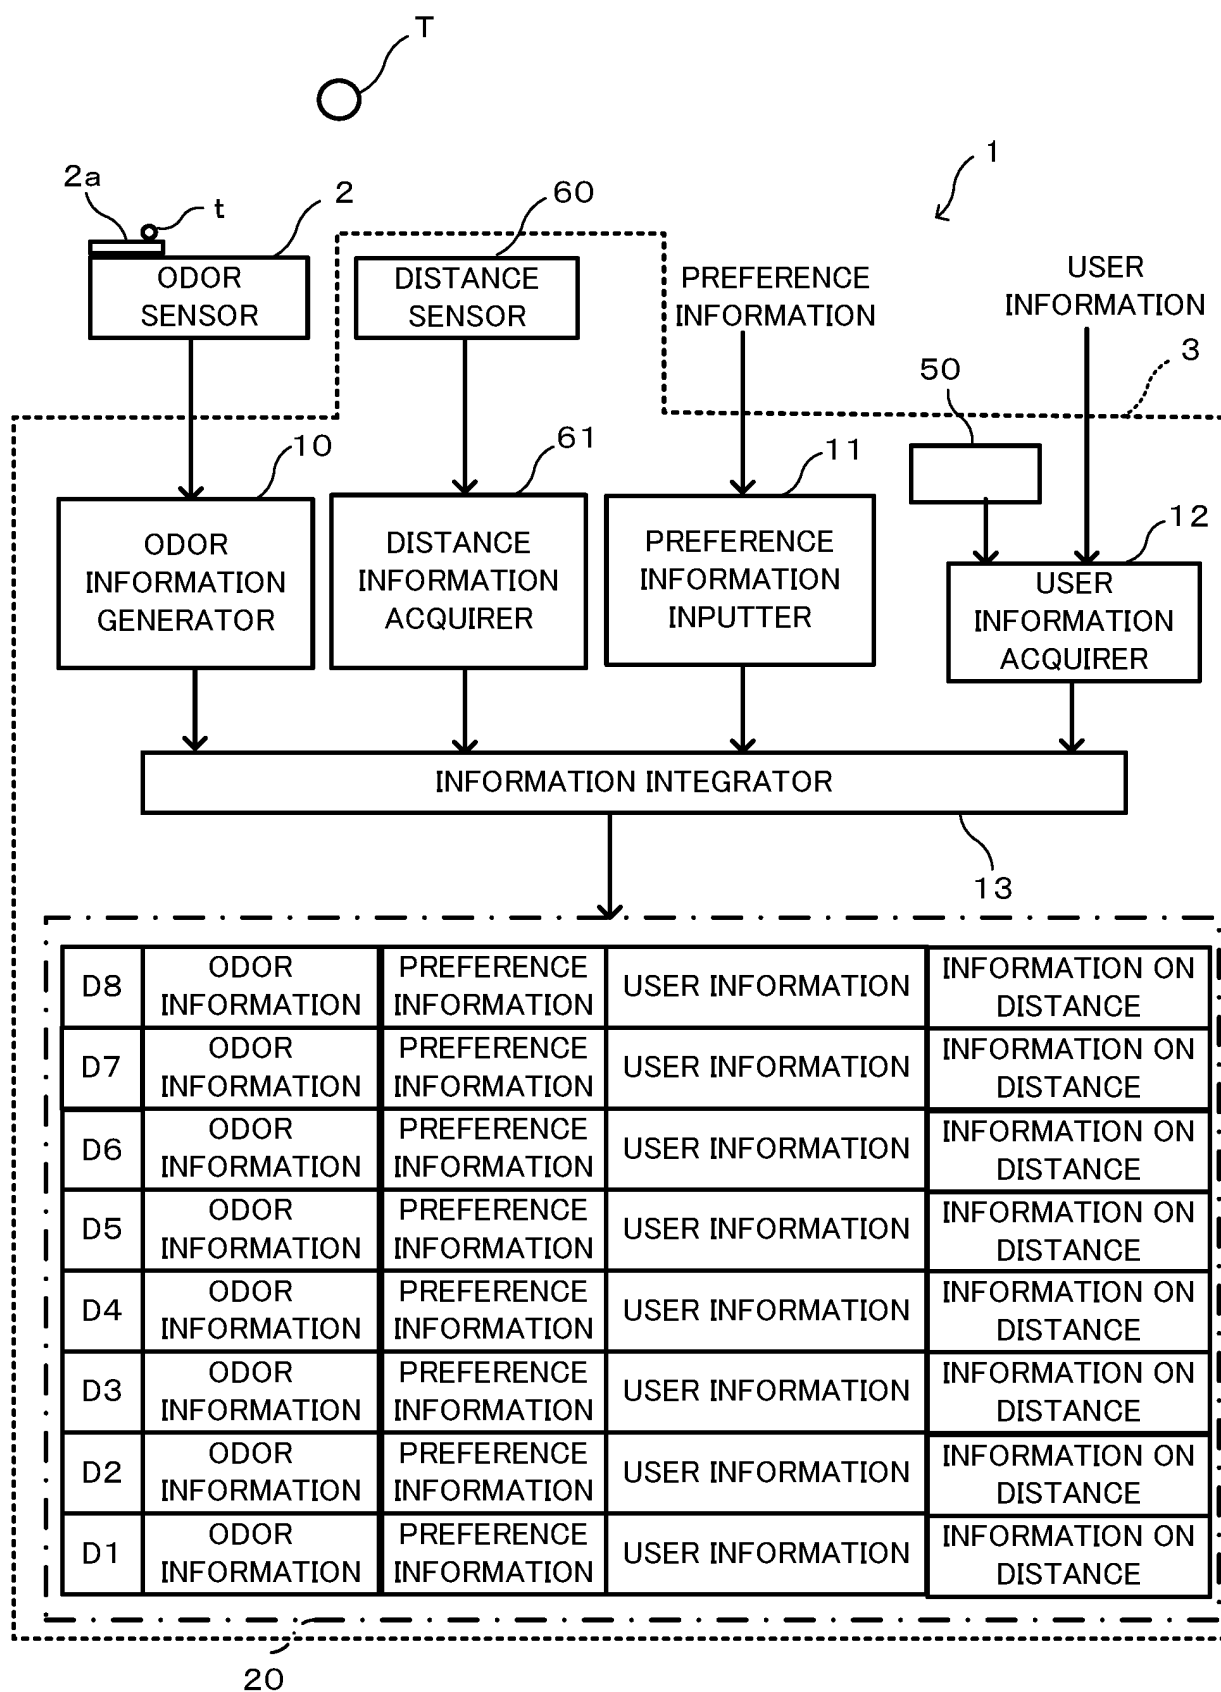 T
1
2a
t
2
60
ODOR
SENSOR
DISTANCE
SENSOR
PREFERENCE
INFORMATION
USER
INFORMATION
3
50
10
61
11
12
ODOR
INFORMATION
GENERATOR
DISTANCE
INFORMATION
ACQUIRER
PREFERENCE
INFORMATION
INPUTTER
USER
INFORMATION
ACQUIRER
INFORMATION INTEGRATOR
13
D8
ODOR
INFORMATION
PREFERENCE
INFORMATION
USER INFORMATION
INFORMATION ON
DISTANCE
D7
ODOR
INFORMATION
PREFERENCE
INFORMATION
USER INFORMATION
INFORMATION ON
DISTANCE
D6
ODOR
INFORMATION
PREFERENCE
INFORMATION
USER INFORMATION
INFORMATION ON
DISTANCE
D5
ODOR
INFORMATION
PREFERENCE
INFORMATION
USER INFORMATION
INFORMATION ON
DISTANCE
D4
ODOR
INFORMATION
PREFERENCE
INFORMATION
USER INFORMATION
INFORMATION ON
DISTANCE
D3
ODOR
INFORMATION
PREFERENCE
INFORMATION
USER INFORMATION
INFORMATION ON
DISTANCE
D2
ODOR
INFORMATION
PREFERENCE
INFORMATION
USER INFORMATION
INFORMATION ON
DISTANCE
D1
ODOR
INFORMATION
PREFERENCE
INFORMATION
USER INFORMATION
INFORMATION ON
DISTANCE
20